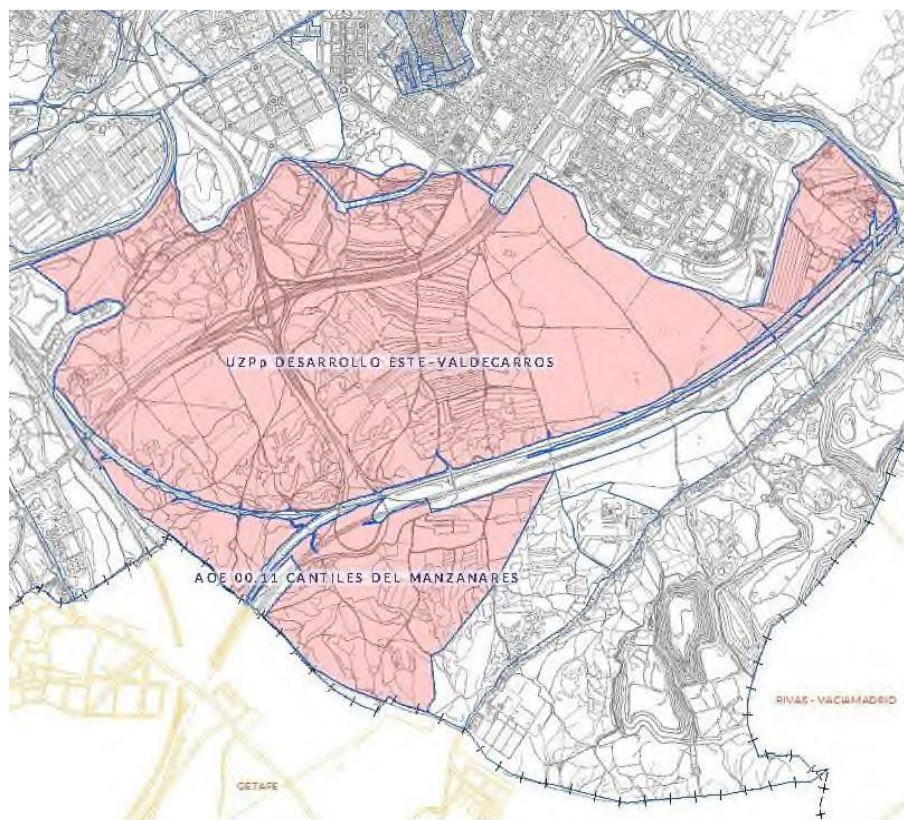 UZPp DESARROLLO ESTE-VALDECARROS
AOE 00.11 CANTILES DEL MANZANARES
RIVAS - VACIAMADRID
GETAFE